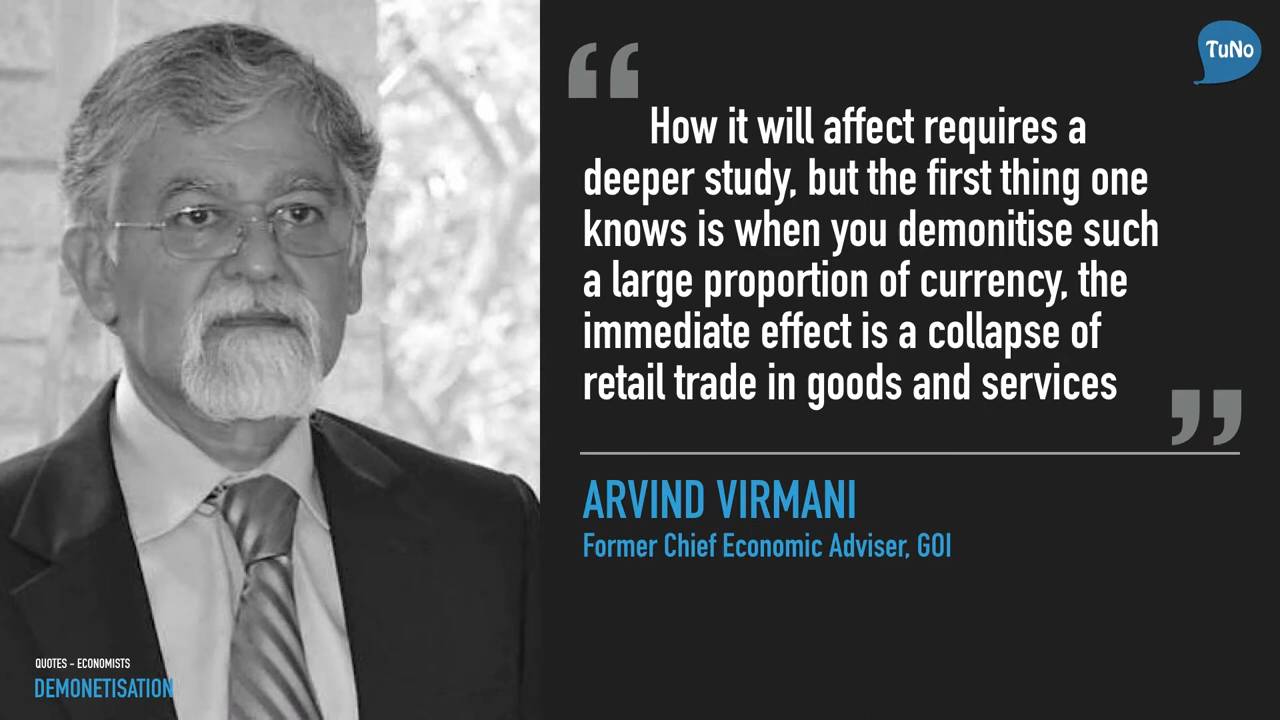 TuNo
“
How it will affect requires a
deeper study, but the first thing one
knows is when you demonitise such
a large proportion of currency, the
immediate effect is a collapse of
retail trade in goods and services
”
ARVIND VIRMANI
Former Chief Economic Adviser, GOI
QUOTES - ECONOMISTS
DEMONETISATION